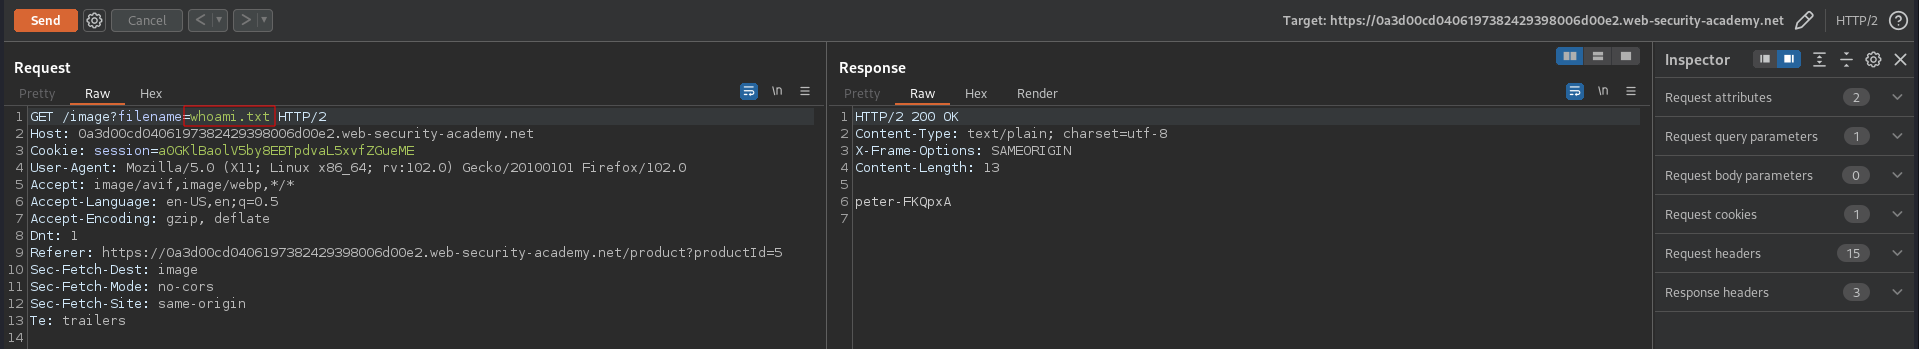 Send Cancel < > Target: https://0a3d00cd0406197382429398006d00e2.web-security-academy.net HTTP/2
Request
Pretty Raw Hex \n
1 GET /image?filename=whoami.txt HTTP/2
2 Host: 0a3d00cd0406197382429398006d00e2.web-security-academy.net
3 Cookie: session=aOGKlBaolV5by8EBTpdvaL5xvfZGueME
4 User-Agent: Mozilla/5.0 (X11; Linux x86_64; rv:102.0) Gecko/20100101 Firefox/102.0
5 Accept: image/avif,image/webp,*/*
6 Accept-Language: en-US,en;q=0.5
7 Accept-Encoding: gzip, deflate
8 Dnt: 1
9 Referer: https://0a3d00cd0406197382429398006d00e2.web-security-academy.net/product?productId=5
10 Sec-Fetch-Dest: image
11 Sec-Fetch-Mode: no-cors
12 Sec-Fetch-Site: same-origin
13 Te: trailers
14
Response
Pretty Raw Hex Render \n
1 HTTP/2 200 OK
2 Content-Type: text/plain; charset=utf-8
3 X-Frame-Options: SAMEORIGIN
4 Content-Length: 13
5
6 peter-FKQpxA
7
Inspector
Request attributes 2
Request query parameters 1
Request body parameters 0
Request cookies 1
Request headers 15
Response headers 3